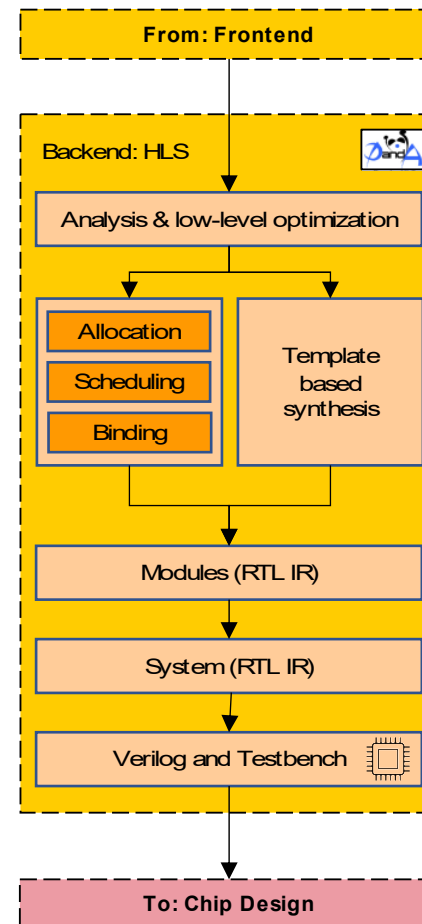 From: Frontend
Backend: HLS
PandA
Analysis & low-level optimization
Allocation
Scheduling
Binding
Template
based
synthesis
Modules (RTL IR)
System (RTL IR)
Verilog and Testbench
To: Chip Design